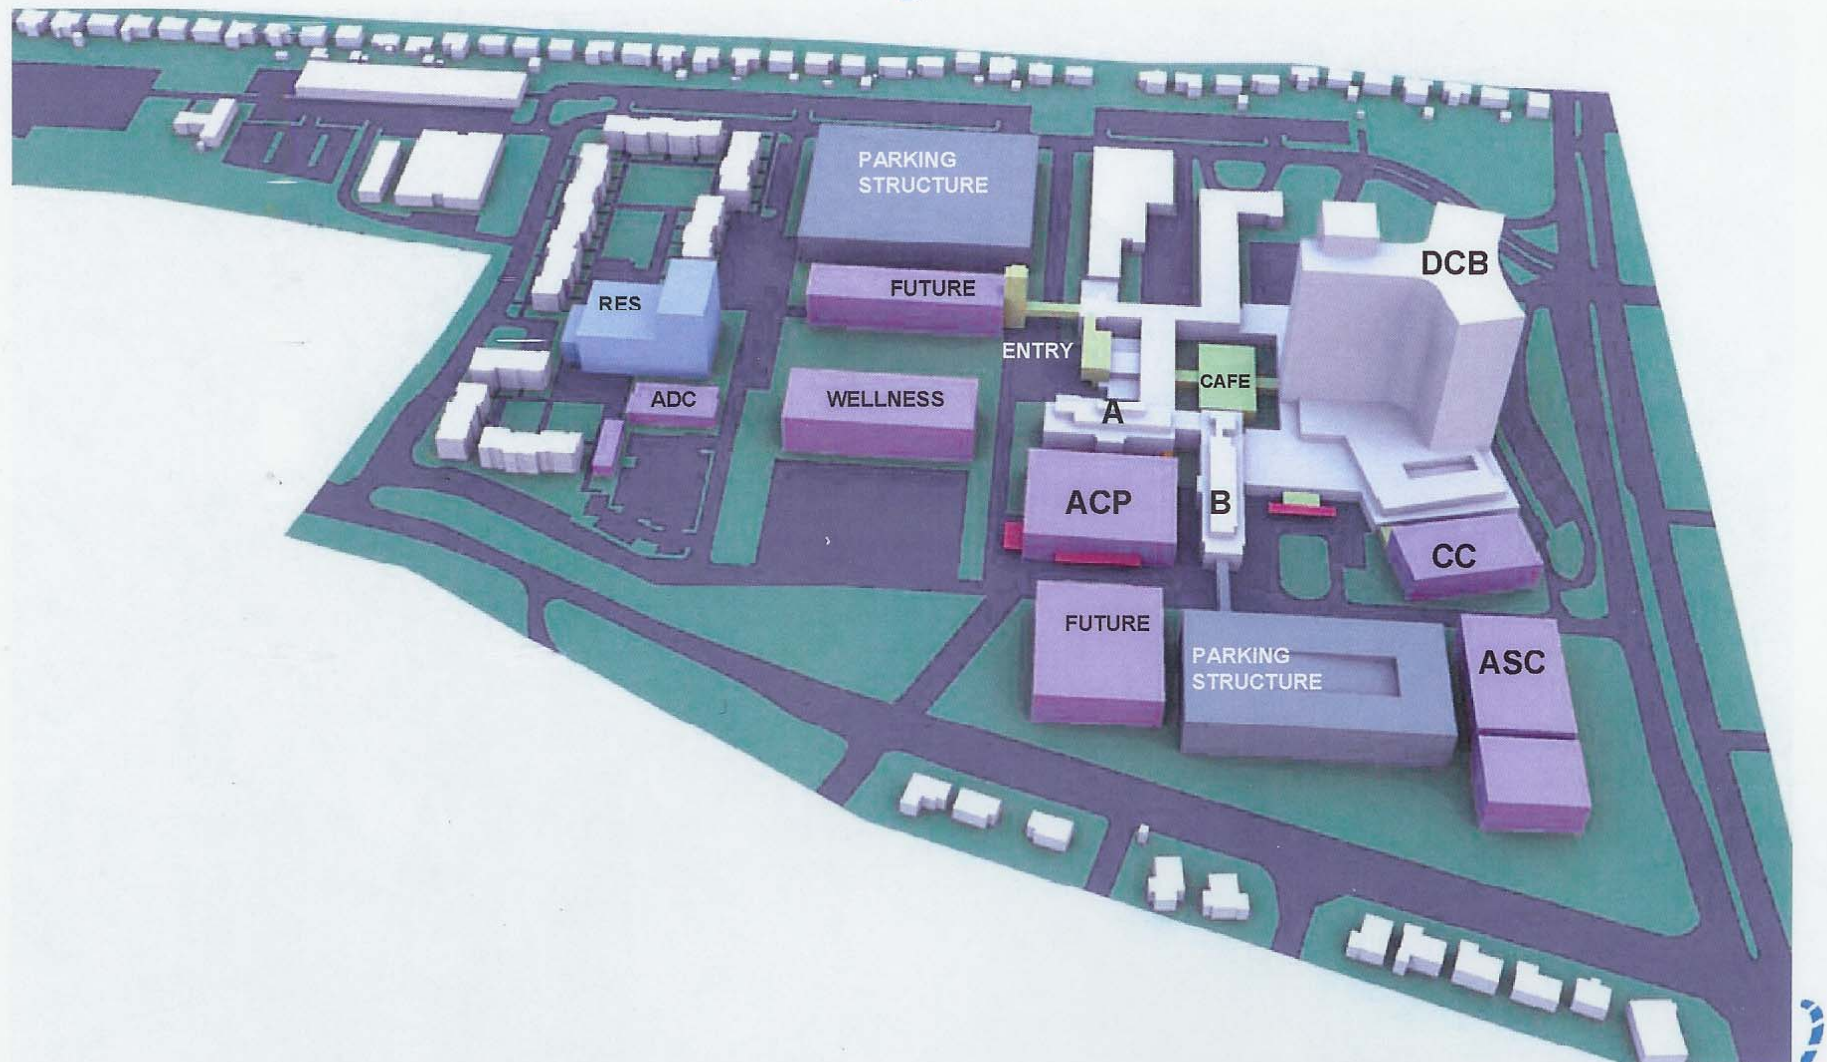 PARKING
STRUCTURE
DCB
FUTURE
RES
ENTRY
CAFE
ADC
WELLNESS
A
ACP
B
CC
FUTURE
PARKING
STRUCTURE
ASC